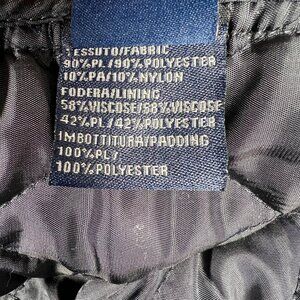 TESSUTO/FABRIC
90%PL/90%POLYESTER
10%PA/10%NYLON
FODERA/LINING
58%VISCOSE/58%VISCOSE
42%PL/42%POLYESTER
IMBOTTITURA/PADDING
100%PL/
100%POLYESTER